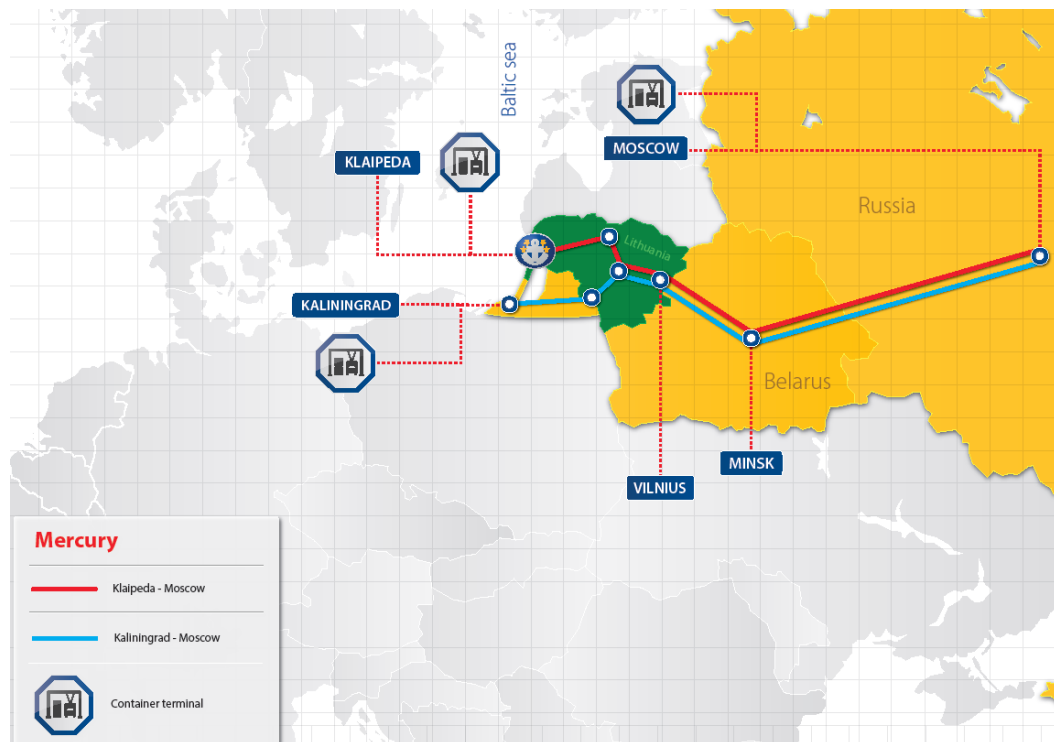 Baltic sea
KLAIPEDA
MOSCOW
Russia
Lithuania
KALININGRAD
Belarus
MINSK
VILNIUS
Mercury
Klaipeda - Moscow
Kaliningrad - Moscow
Container terminal